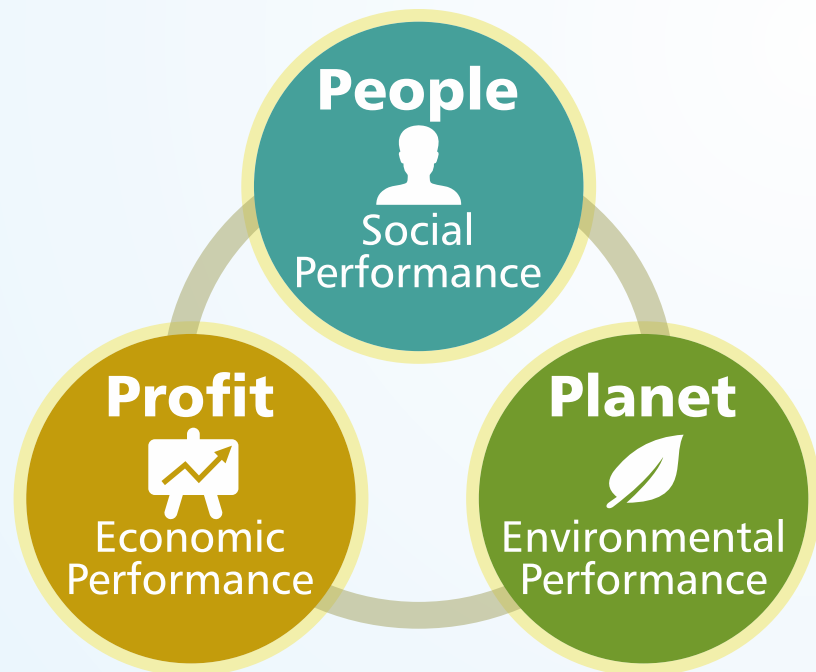 People
Social
Performance
Profit
Economic
Performance
Planet
Environmental
Performance